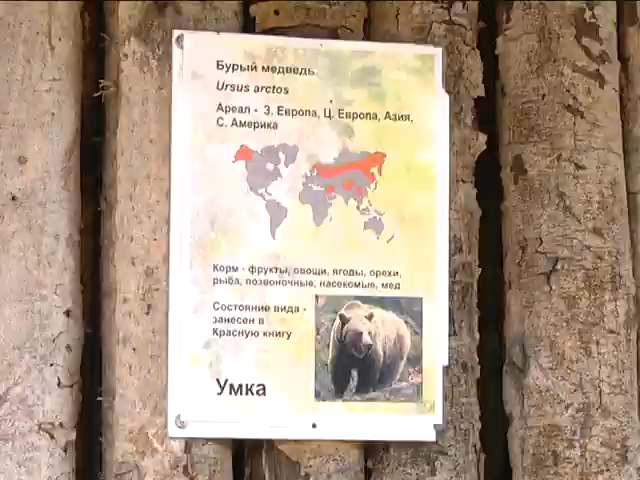 Бурый медведь
Ursus arctos
Ареал - З. Европа, Ц. Европа, Азия,
С. Америка
Корм - фрукты, овощи, ягоды, орехи,
рыба, позвоночные, насекомые, мед
Состояние вида -
занесен в
Красную книгу
Умка